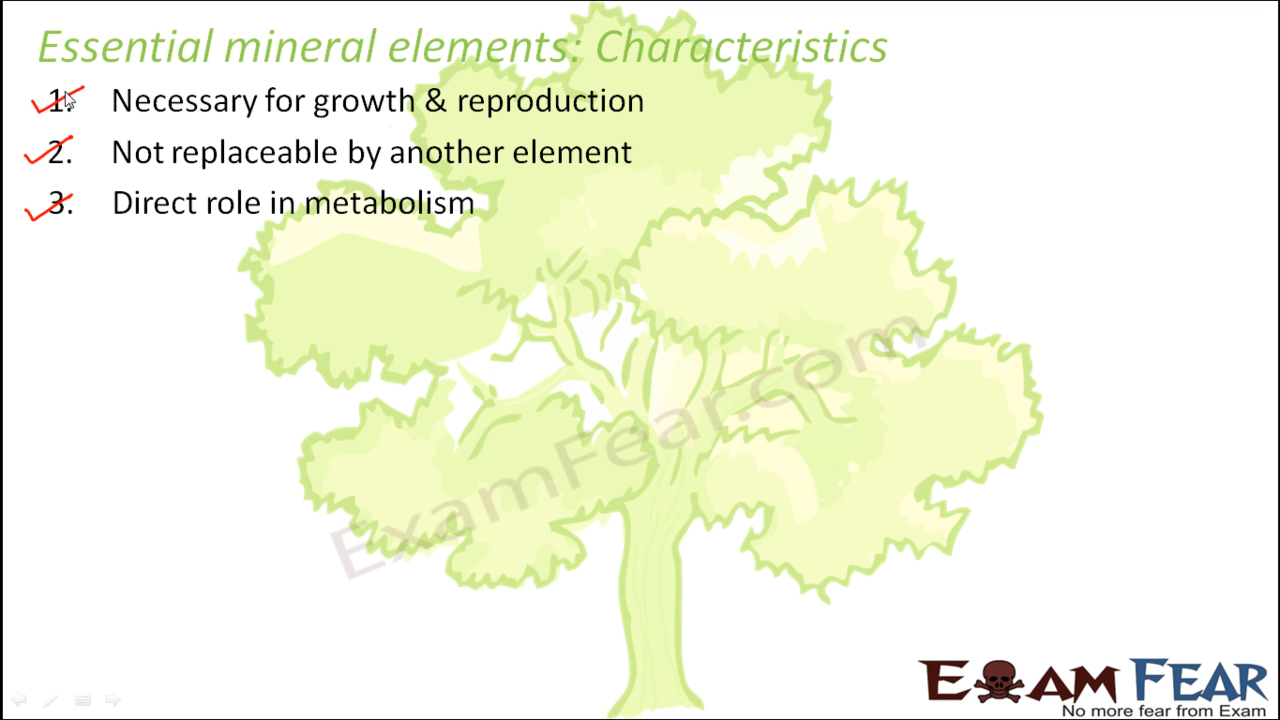 Essential mineral elements: Characteristics
1. Necessary for growth & reproduction
2. Not replaceable by another element
3. Direct role in metabolism
ExamFear.com
EXAM FEAR
No more fear from Exam